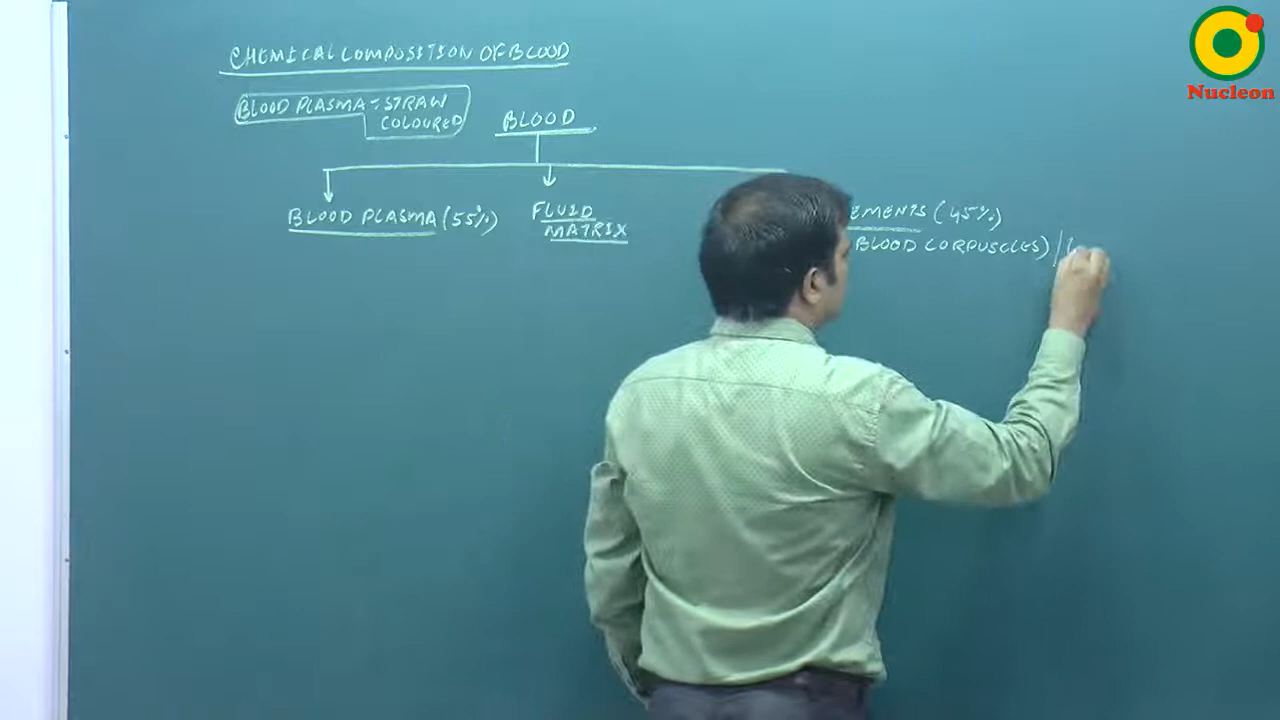 CHEMICAL COMPOSITION OF BLOOD
BLOOD PLASMA - STRAW
COLOURED
BLOOD
BLOOD PLASMA (55%)
FLUID
MATRIX
EMENTS (45%)
BLOOD CORPUSCLES) / (
Nucleon